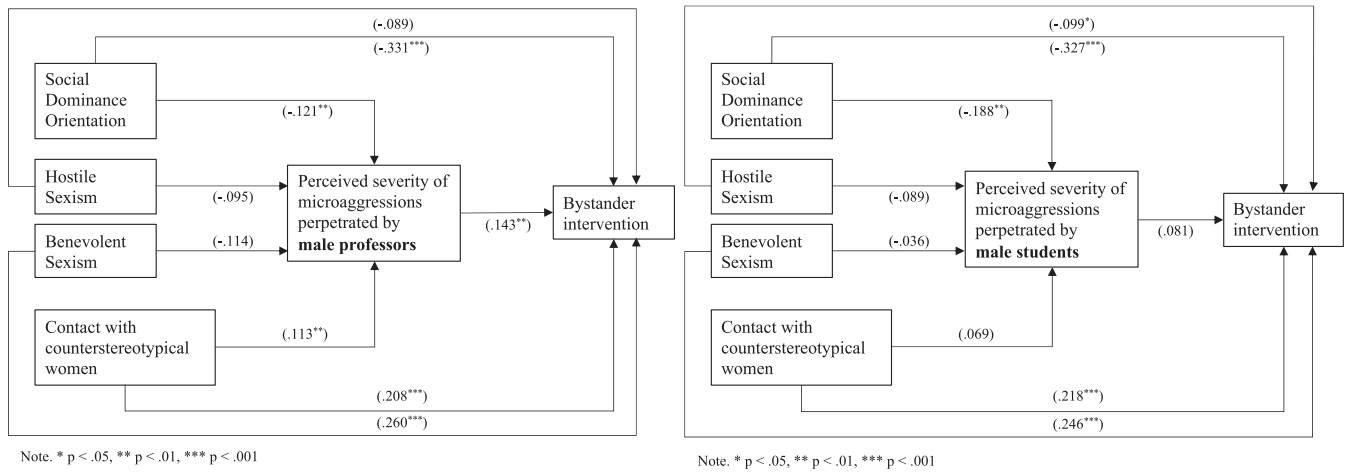 (-.089)
(-.331***)
Social
Dominance
Orientation
(-.121**)
Hostile
Sexism
(-.095)
Perceived severity of
microaggressions
perpetrated by
male professors
(.143**)
Bystander
intervention
Benevolent
Sexism
(-.114)
Contact with
counterstereotypical
women
(.113**)
(.208***)
(.260***)
Note. * p < .05, ** p < .01, *** p < .001
(-.099*)
(-.327***)
Social
Dominance
Orientation
(-.188**)
Hostile
Sexism
(-.089)
Perceived severity of
microaggressions
perpetrated by
male students
(.081)
Bystander
intervention
Benevolent
Sexism
(-.036)
Contact with
counterstereotypical
women
(.069)
(.218***)
(.246***)
Note. * p < .05, ** p < .01, *** p < .001